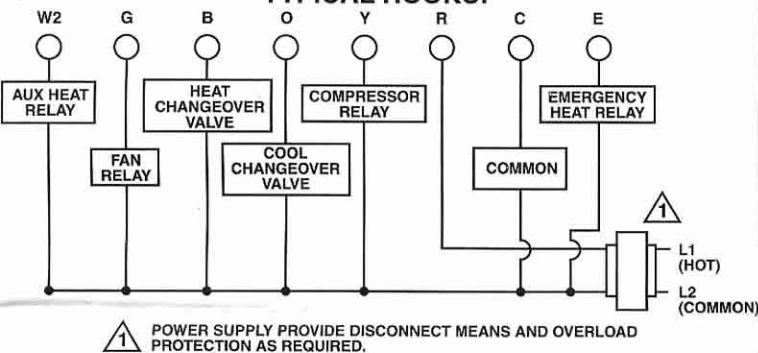 TYPICAL HOOKUP
W2 G B O Y R C E
AUX HEAT
RELAY
HEAT
CHANGEOVER
VALVE
COMPRESSOR
RELAY
EMERGENCY
HEAT RELAY
FAN
RELAY
COOL
CHANGEOVER
VALVE
COMMON
1
L1
(HOT)
L2
(COMMON)
1 POWER SUPPLY PROVIDE DISCONNECT MEANS AND OVERLOAD
PROTECTION AS REQUIRED.